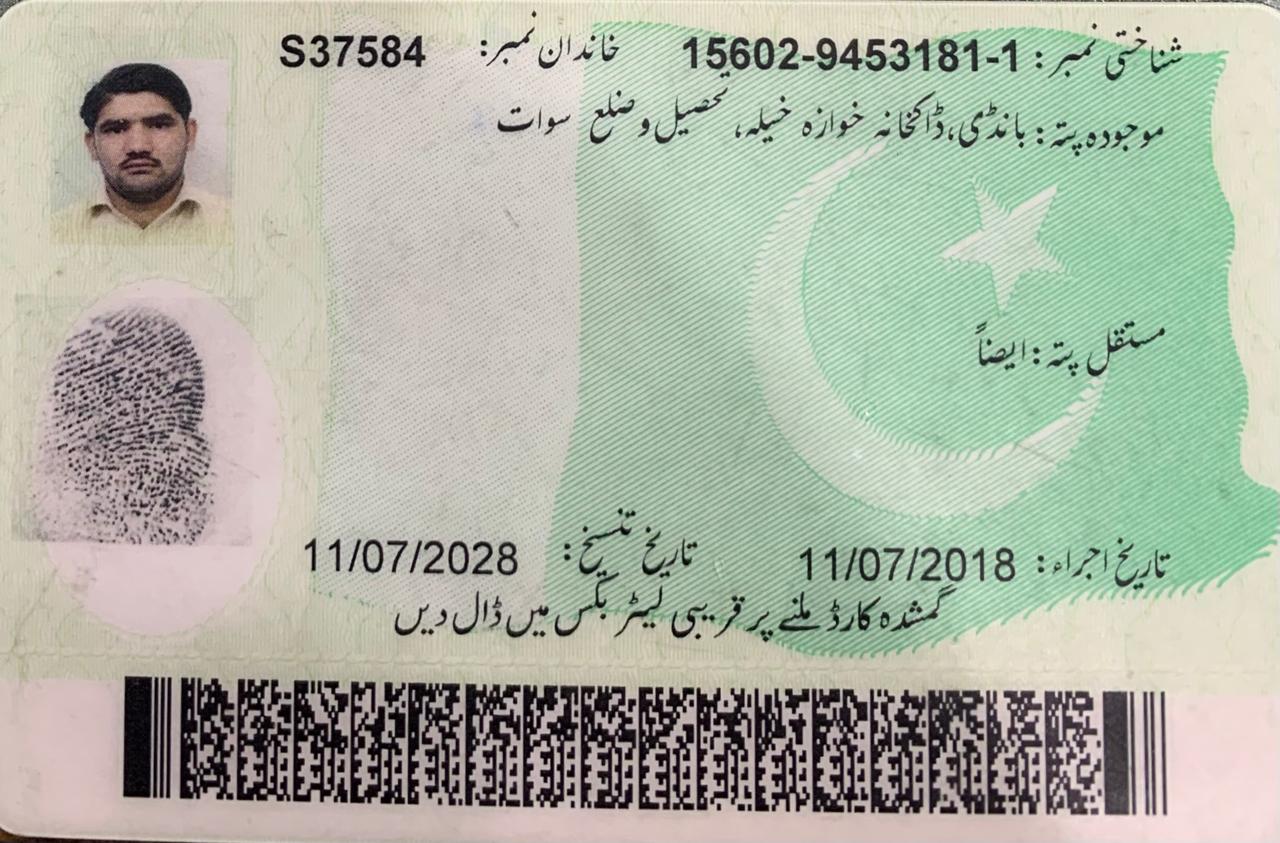 شناختی نمبر: 15602-9453181-1 خاندان نمبر: S37584
موجودہ پتہ: بانڈی، ڈاکخانہ خوازہ خیلہ، تحصیل و ضلع سوات
مستقل پتہ: ایضاً
تاریخ اجراء: 11/07/2018 تاریخ تنسیخ: 11/07/2028
گمشدہ کارڈ ملنے پر قریبی لیٹر بکس میں ڈال دیں